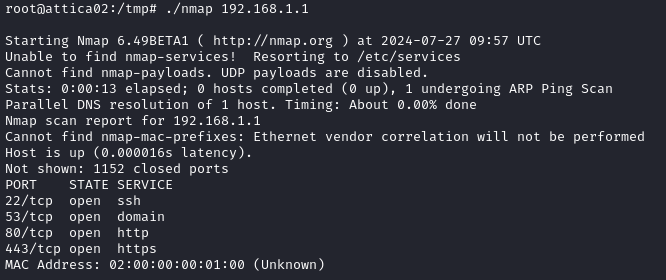 root@attica02:/tmp# ./nmap 192.168.1.1
Starting Nmap 6.49BETA1 ( http://nmap.org ) at 2024-07-27 09:57 UTC
Unable to find nmap-services!  Resorting to /etc/services
Cannot find nmap-payloads. UDP payloads are disabled.
Stats: 0:00:13 elapsed; 0 hosts completed (0 up), 1 undergoing ARP Ping Scan
Parallel DNS resolution of 1 host. Timing: About 0.00% done
Nmap scan report for 192.168.1.1
Cannot find nmap-mac-prefixes: Ethernet vendor correlation will not be performed
Host is up (0.000016s latency).
Not shown: 1152 closed ports
PORT    STATE SERVICE
22/tcp  open  ssh
53/tcp  open  domain
80/tcp  open  http
443/tcp open  https
MAC Address: 02:00:00:00:01:00 (Unknown)